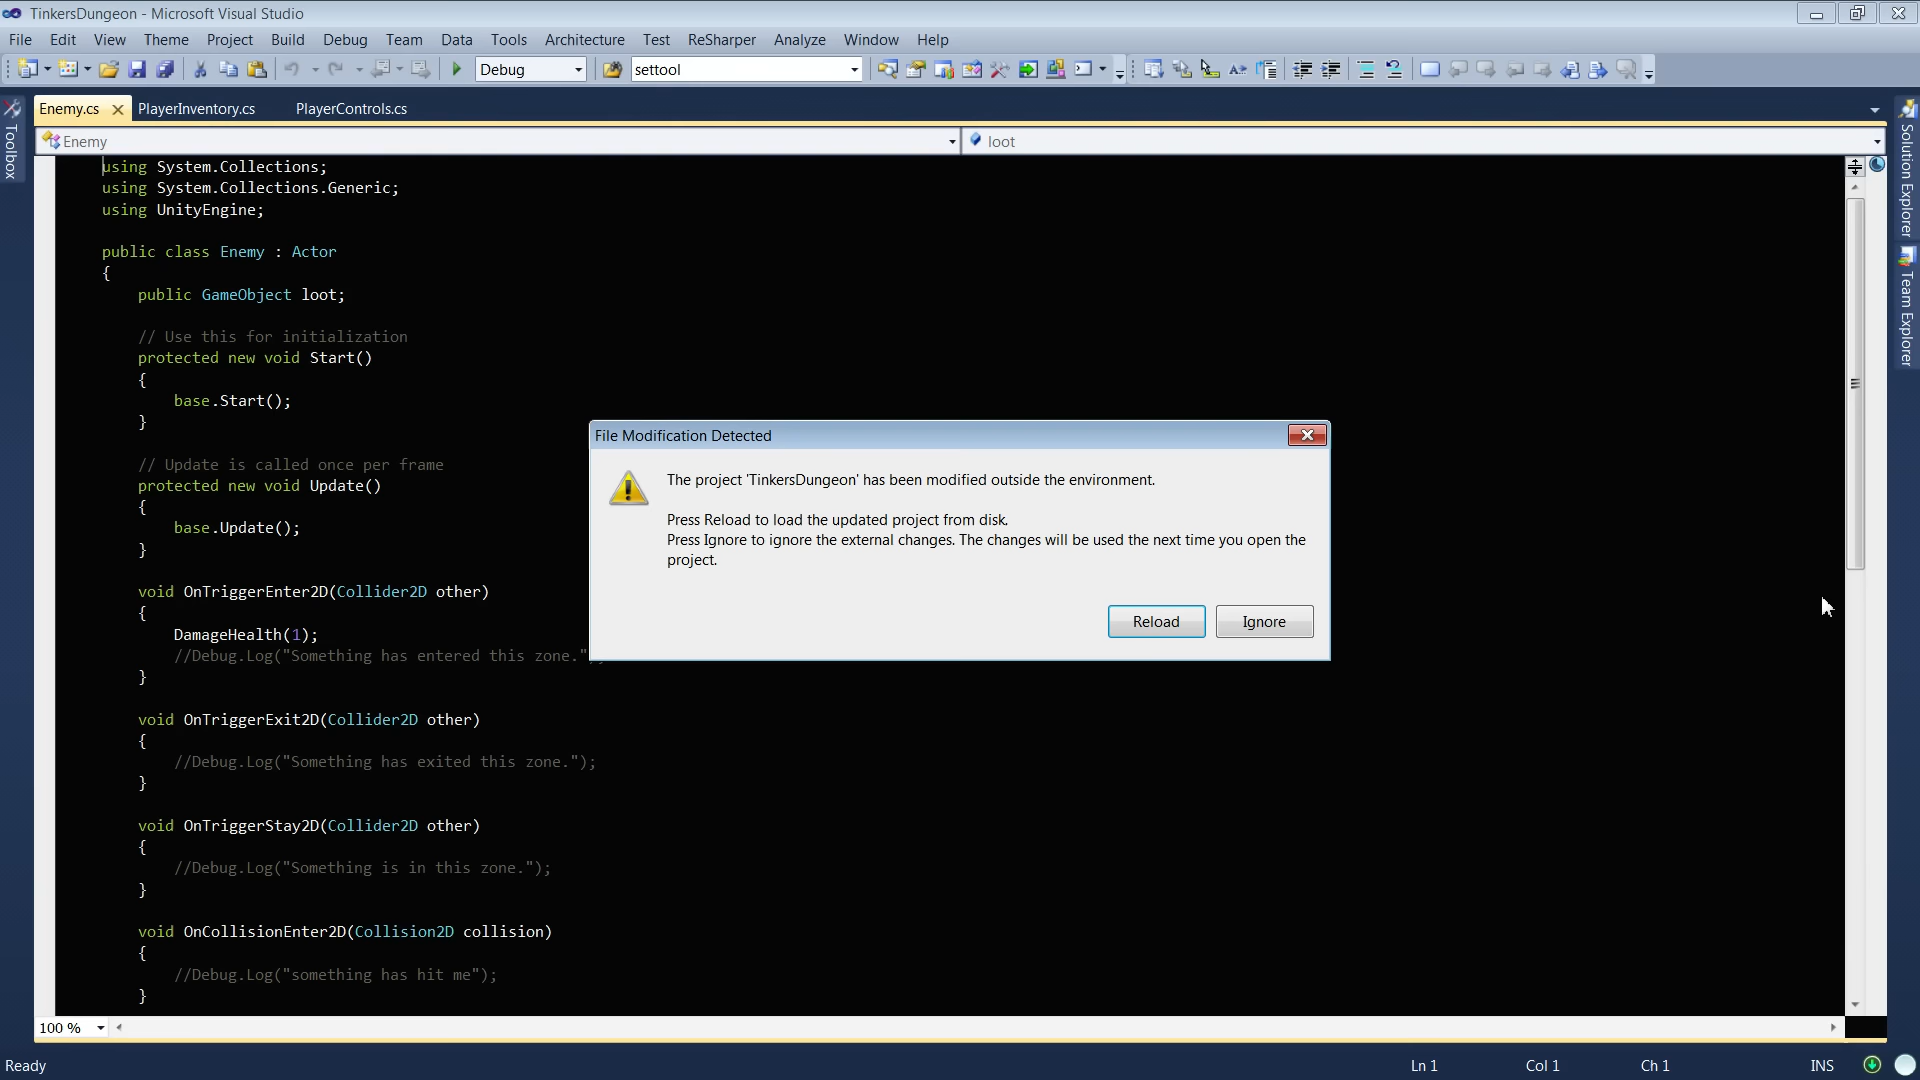 TinkersDungeon - Microsoft Visual Studio
File Edit View Theme Project Build Debug Team Data Tools Architecture Test ReSharper Analyze Window Help
Debug settool
Enemy.cs PlayerInventory.cs PlayerControls.cs
Enemy loot
Toolbox
Solution Explorer
Team Explorer
using System.Collections;
using System.Collections.Generic;
using UnityEngine;
public class Enemy : Actor
{
public GameObject loot;
// Use this for initialization
protected new void Start()
{
base.Start();
}
// Update is called once per frame
protected new void Update()
{
base.Update();
}
void OnTriggerEnter2D(Collider2D other)
{
DamageHealth(1);
//Debug.Log("Something has entered this zone.");
}
void OnTriggerExit2D(Collider2D other)
{
//Debug.Log("Something has exited this zone.");
}
void OnTriggerStay2D(Collider2D other)
{
//Debug.Log("Something is in this zone.");
}
void OnCollisionEnter2D(Collision2D collision)
{
//Debug.Log("something has hit me");
}
File Modification Detected
The project 'TinkersDungeon' has been modified outside the environment.
Press Reload to load the updated project from disk.
Press Ignore to ignore the external changes. The changes will be used the next time you open the
project.
Reload Ignore
100 %
Ready Ln 1 Col 1 Ch 1 INS